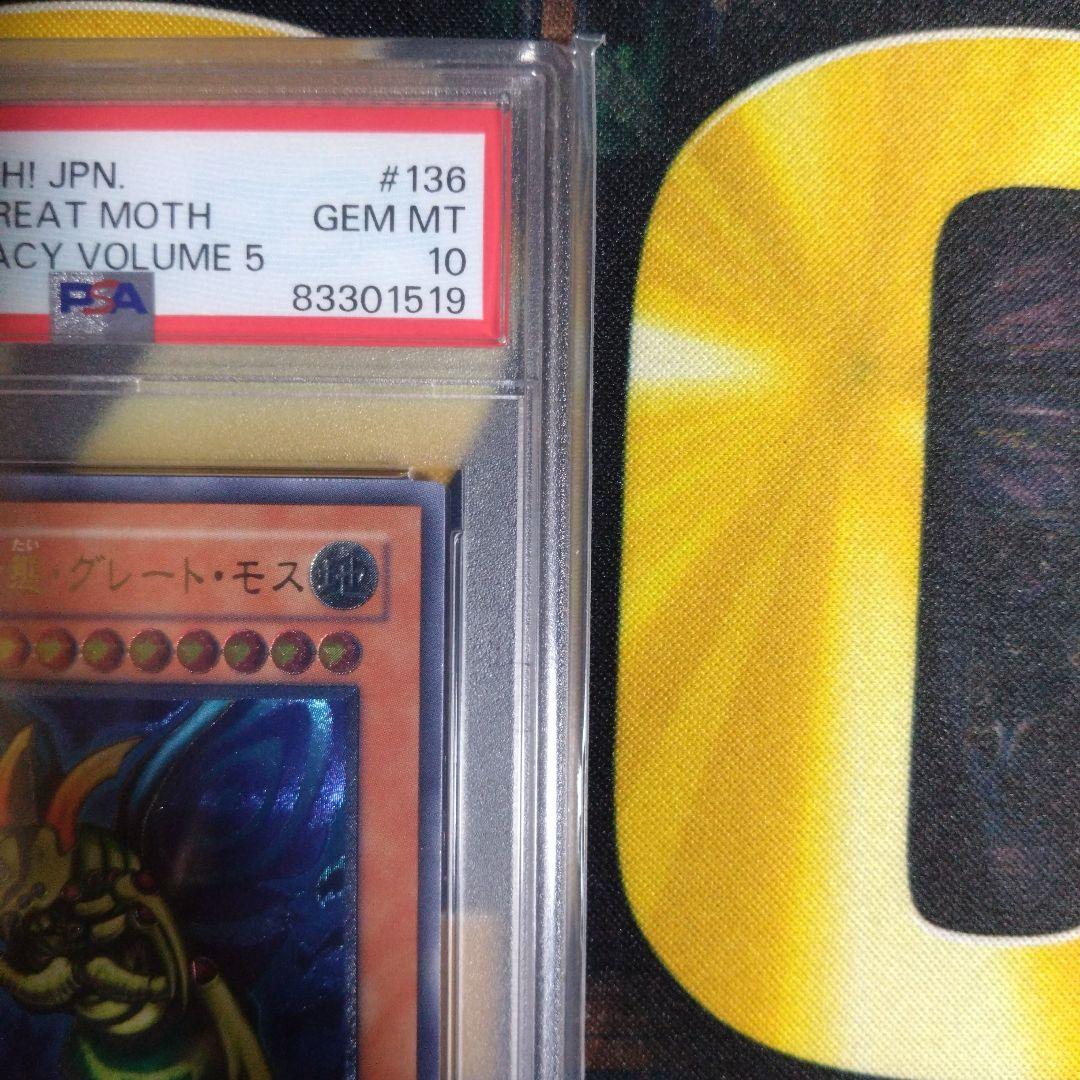 H! JPN. #136
REAT MOTH GEM MT
ACY VOLUME 5 10
PSA 83301519
たい
・グレート・モス 地